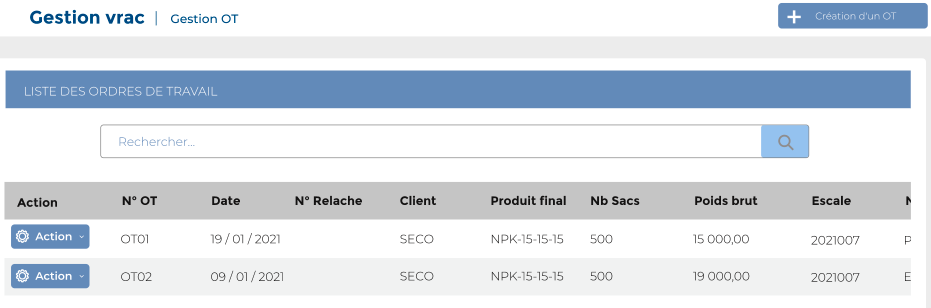 Gestion vrac | Gestion OT
Création d'un OT
LISTE DES ORDRES DE TRAVAIL
Rechercher...
Action N° OT Date N° Relache Client Produit final Nb Sacs Poids brut Escale
Action OT01 19 / 01 / 2021 SECO NPK-15-15-15 500 15 000,00 2021007
Action OT02 09 / 01 / 2021 SECO NPK-15-15-15 500 19 000,00 2021007